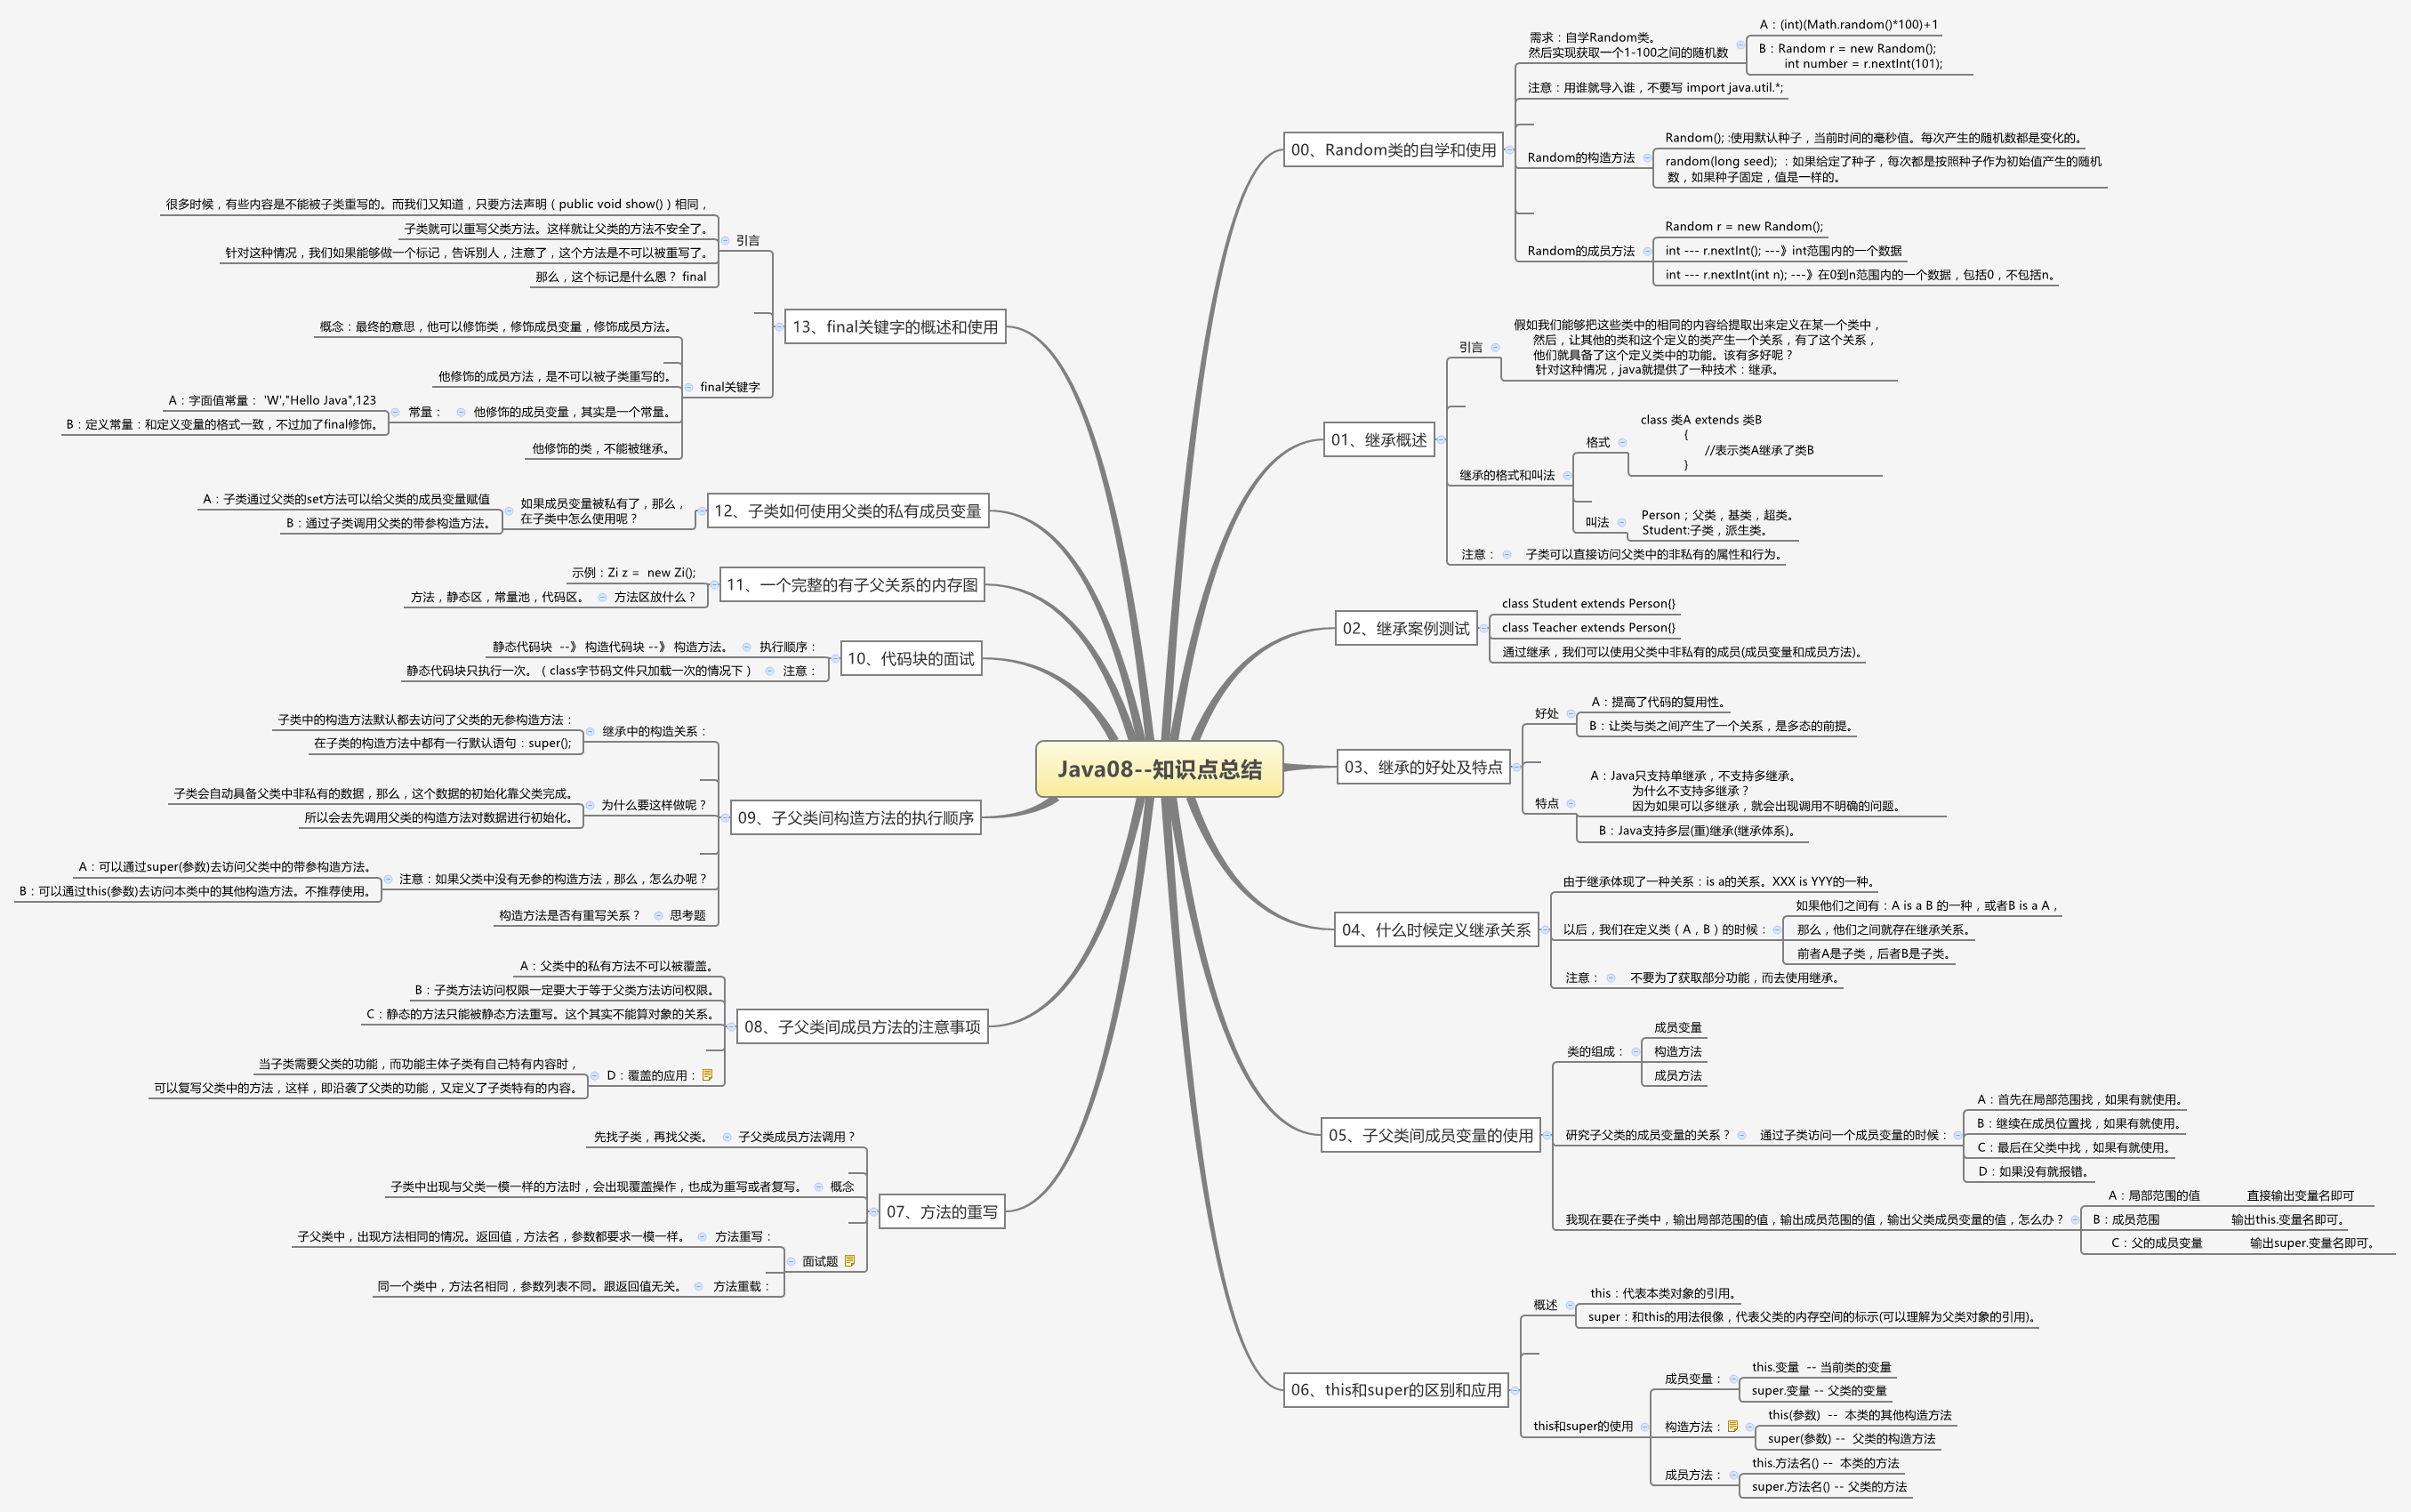 Java08--知识点总结
00、Random类的自学和使用
需求：自学Random类。
然后实现获取一个1-100之间的随机数
A：(int)(Math.random()*100)+1
B：Random r = new Random();
int number = r.nextInt(101);
注意：用谁就导入谁，不要写 import java.util.*;
Random的构造方法
Random(); :使用默认种子，当前时间的毫秒值。每次产生的随机数都是变化的。
random(long seed); ：如果给定了种子，每次都是按照种子作为初始值产生的随机
数，如果种子固定，值是一样的。
Random的成员方法
Random r = new Random();
int --- r.nextInt(); ---》int范围内的一个数据
int --- r.nextInt(int n); ---》在0到n范围内的一个数据，包括0，不包括n。
01、继承概述
引言
假如我们能够把这些类中的相同的内容给提取出来定义在某一个类中，
然后，让其他的类和这个定义的类产生一个关系，有了这个关系，
他们就具备了这个定义类中的功能。该有多好呢？
针对这种情况，java就提供了一种技术：继承。
继承的格式和叫法
格式
class 类A extends 类B
{
//表示类A继承了类B
}
叫法
Person；父类，基类，超类。
Student:子类，派生类。
注意：
子类可以直接访问父类中的非私有的属性和行为。
02、继承案例测试
class Student extends Person{}
class Teacher extends Person{}
通过继承，我们可以使用父类中非私有的成员(成员变量和成员方法)。
03、继承的好处及特点
好处
A：提高了代码的复用性。
B：让类与类之间产生了一个关系，是多态的前提。
特点
A：Java只支持单继承，不支持多继承。
为什么不支持多继承？
因为如果可以多继承，就会出现调用不明确的问题。
B：Java支持多层(重)继承(继承体系)。
04、什么时候定义继承关系
由于继承体现了一种关系：is a的关系。XXX is YYY的一种。
以后，我们在定义类（A，B）的时候：
如果他们之间有：A is a B 的一种，或者B is a A，
那么，他们之间就存在继承关系。
前者A是子类，后者B是子类。
注意：
不要为了获取部分功能，而去使用继承。
05、子父类间成员变量的使用
类的组成：
成员变量
构造方法
成员方法
研究子父类的成员变量的关系？
通过子类访问一个成员变量的时候：
A：首先在局部范围找，如果有就使用。
B：继续在成员位置找，如果有就使用。
C：最后在父类中找，如果有就使用。
D：如果没有就报错。
我现在要在子类中，输出局部范围的值，输出成员范围的值，输出父类成员变量的值，怎么办？
A：局部范围的值 直接输出变量名即可
B：成员范围 输出this.变量名即可。
C：父的成员变量 输出super.变量名即可。
06、this和super的区别和应用
概述
this：代表本类对象的引用。
super：和this的用法很像，代表父类的内存空间的标示(可以理解为父类对象的引用)。
this和super的使用
成员变量：
this.变量 -- 当前类的变量
super.变量 -- 父类的变量
构造方法：
this(参数) -- 本类的其他构造方法
super(参数) -- 父类的构造方法
成员方法：
this.方法名() -- 本类的方法
super.方法名() -- 父类的方法
13、final关键字的概述和使用
引言
很多时候，有些内容是不能被子类重写的。而我们又知道，只要方法声明（public void show()）相同，
子类就可以重写父类方法。这样就让父类的方法不安全了。
针对这种情况，我们如果能够做一个标记，告诉别人，注意了，这个方法是不可以被重写了。
那么，这个标记是什么恩？ final
final关键字
概念：最终的意思，他可以修饰类，修饰成员变量，修饰成员方法。
他修饰的成员方法，是不可以被子类重写的。
他修饰的成员变量，其实是一个常量。
常量：
A：字面值常量： 'W',"Hello Java",123
B：定义常量：和定义变量的格式一致，不过加了final修饰。
他修饰的类，不能被继承。
12、子类如何使用父类的私有成员变量
如果成员变量被私有了，那么，
在子类中怎么使用呢？
A：子类通过父类的set方法可以给父类的成员变量赋值
B：通过子类调用父类的带参构造方法。
11、一个完整的有子父关系的内存图
示例：Zi z = new Zi();
方法区放什么？
方法，静态区，常量池，代码区。
10、代码块的面试
执行顺序：
静态代码块 --》 构造代码块 --》 构造方法。
注意：
静态代码块只执行一次。（class字节码文件只加载一次的情况下）
09、子父类间构造方法的执行顺序
继承中的构造关系：
子类中的构造方法默认都去访问了父类的无参构造方法：
在子类的构造方法中都有一行默认语句：super();
为什么要这样做呢？
子类会自动具备父类中非私有的数据，那么，这个数据的初始化靠父类完成。
所以会去先调用父类的构造方法对数据进行初始化。
注意：如果父类中没有无参的构造方法，那么，怎么办呢？
A：可以通过super(参数)去访问父类中的带参构造方法。
B：可以通过this(参数)去访问本类中的其他构造方法。不推荐使用。
思考题
构造方法是否有重写关系？
08、子父类间成员方法的注意事项
A：父类中的私有方法不可以被覆盖。
B：子类方法访问权限一定要大于等于父类方法访问权限。
C：静态的方法只能被静态方法重写。这个其实不能算对象的关系。
D：覆盖的应用：
当子类需要父类的功能，而功能主体子类有自己特有内容时，
可以复写父类中的方法，这样，即沿袭了父类的功能，又定义了子类特有的内容。
07、方法的重写
子父类成员方法调用？
先找子类，再找父类。
概念
子类中出现与父类一模一样的方法时，会出现覆盖操作，也成为重写或者复写。
面试题
方法重写：
子父类中，出现方法相同的情况。返回值，方法名，参数都要求一模一样。
方法重载：
同一个类中，方法名相同，参数列表不同。跟返回值无关。